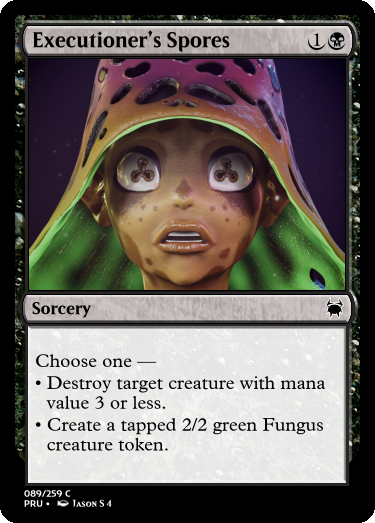 Executioner's Spores 1
Sorcery
Choose one —
• Destroy target creature with mana
value 3 or less.
• Create a tapped 2/2 green Fungus
creature token.
089/259 C
PRU • Jason S 4